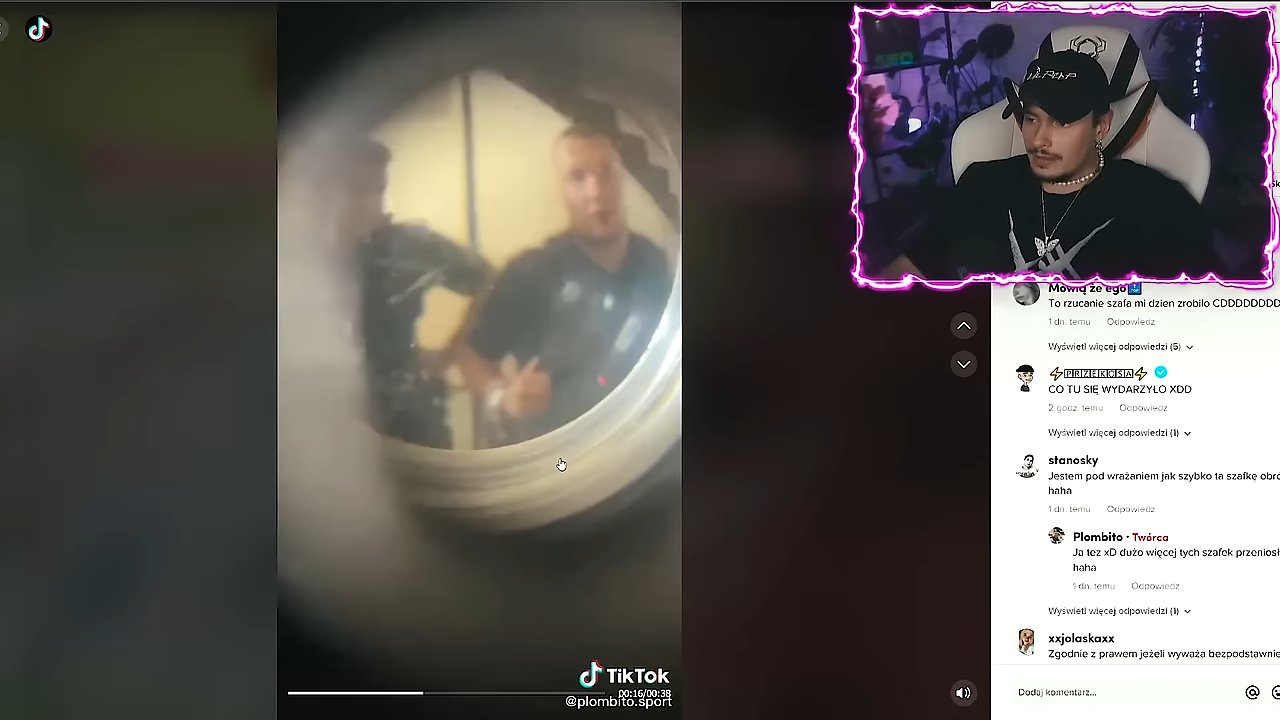 Mówią że ego
To rzucanie szafa mi dzien zrobilo CDDDDDDDD
1 dn. temu Odpowiedz
Wyświetl więcej odpowiedzi (5)
⚡🄿🅁🅉🄴🄺🄾🅂🄰⚡
CO TU SIĘ WYDARZYŁO XDD
2 godz. temu Odpowiedz
Wyświetl więcej odpowiedzi (1)
stanosky
Jestem pod wrażaniem jak szybko ta szafkę obró
haha
1 dn. temu Odpowiedz
Plombito · Twórca
Ja tez xD dużo więcej tych szafek przeniosł
haha
1 dn. temu Odpowiedz
Wyświetl więcej odpowiedzi (1)
xxjolaskaxx
Zgodnie z prawem jeżeli wyważa bezpodstawnie
Dodaj komentarz...
TikTok
00:16/00:38
@plombito.sport